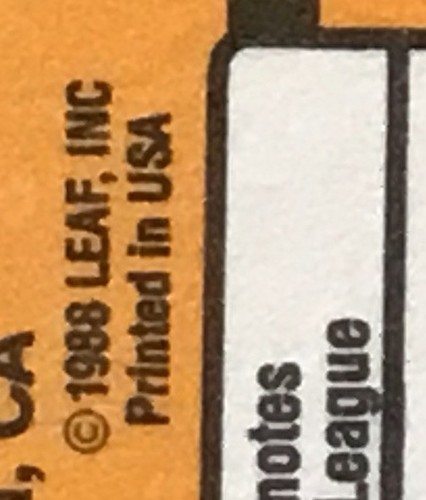 , CA
© 1988 LEAF, INC
Printed in USA
notes
League